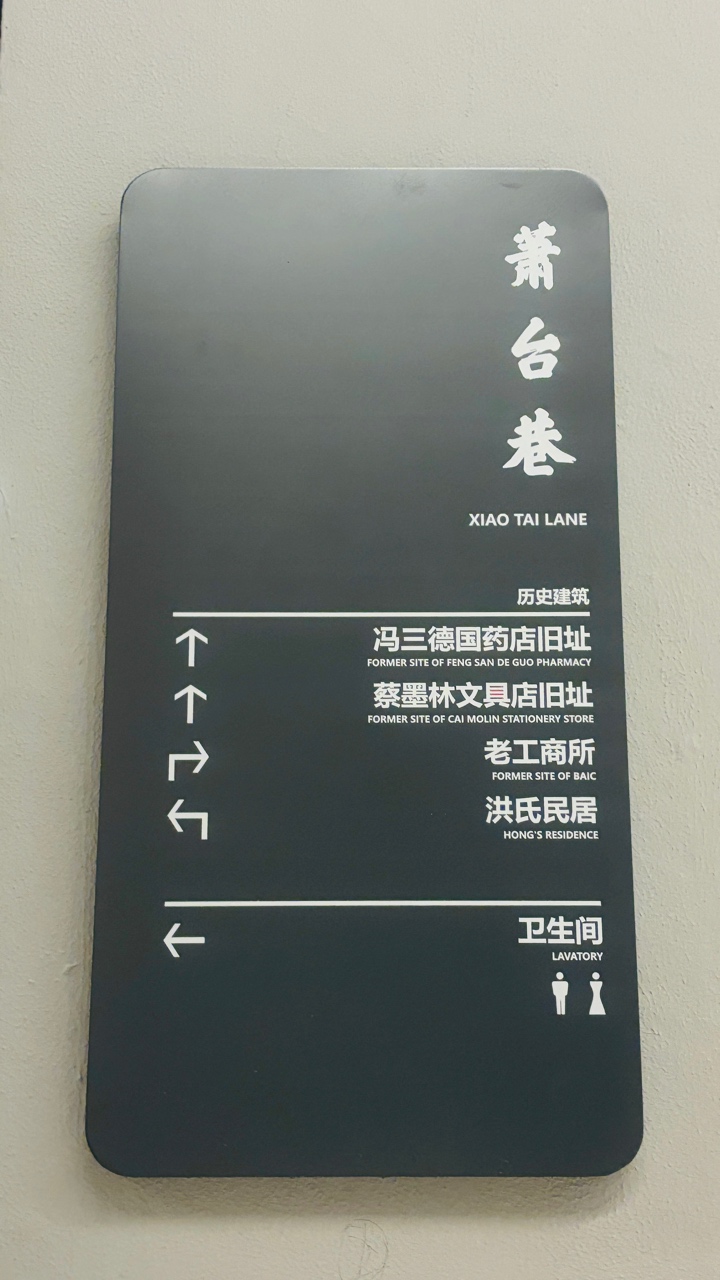 萧台巷
XIAO TAI LANE
历史建筑
冯三德国药店旧址
FORMER SITE OF FENG SAN DE GUO PHARMACY
蔡墨林文具店旧址
FORMER SITE OF CAI MOLIN STATIONERY STORE
老工商所
FORMER SITE OF BAIC
洪氏民居
HONG'S RESIDENCE
卫生间
LAVATORY